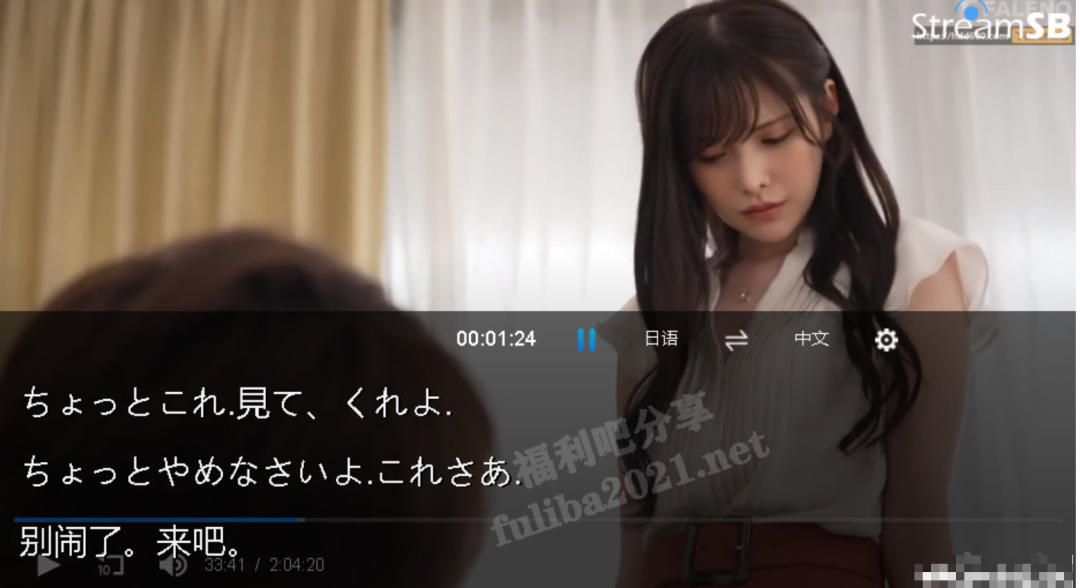 FALENO
StreamSB
00:01:24
日语
中文
ちょっとこれ.見て、くれよ.
ちょっとやめなさいよ.これさあ.
福利吧分享
fuliba2021.net
别闹了。来吧。
10
33:41 / 2:04:20